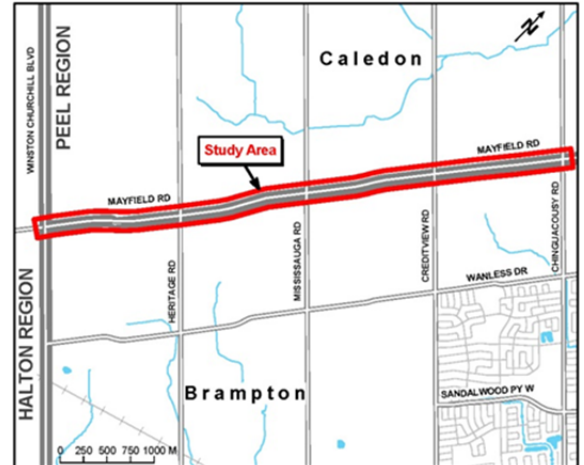 N
Caledon
WINSTON CHURCHILL BLVD
PEEL REGION
Study Area
MAYFIELD RD
MAYFIELD RD
HERITAGE RD
MISSISSAUGA RD
CREDITVIEW RD
CHINGUACOUSY RD
WANLESS DR
HALTON REGION
Brampton
SANDALWOOD PY W
0 250 500 750 1000 M